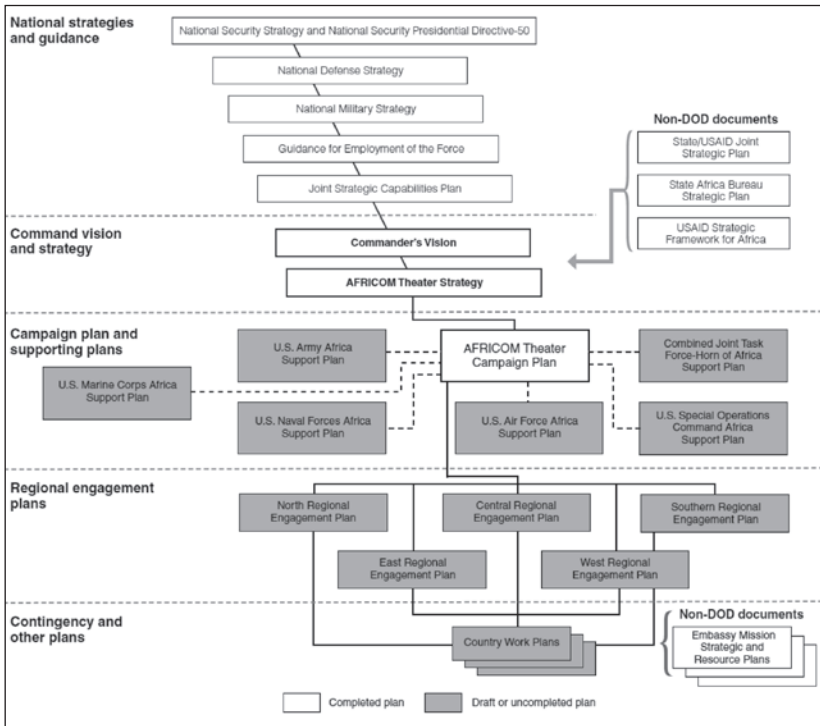 National strategies
and guidance
National Security Strategy and National Security Presidential Directive-50
National Defense Strategy
National Military Strategy
Guidance for Employment of the Force
Joint Strategic Capabilities Plan
Non-DOD documents
State/USAID Joint
Strategic Plan
State Africa Bureau
Strategic Plan
USAID Strategic
Framework for Africa
Command vision
and strategy
Commander's Vision
AFRICOM Theater Strategy
Campaign plan and
supporting plans
U.S. Army Africa
Support Plan
AFRICOM Theater
Campaign Plan
Combined Joint Task
Force-Horn of Africa
Support Plan
U.S. Marine Corps Africa
Support Plan
U.S. Naval Forces Africa
Support Plan
U.S. Air Force Africa
Support Plan
U.S. Special Operations
Command Africa
Support Plan
Regional engagement
plans
North Regional
Engagement Plan
Central Regional
Engagement Plan
Southern Regional
Engagement Plan
East Regional
Engagement Plan
West Regional
Engagement Plan
Contingency and
other plans
Country Work Plans
Non-DOD documents
Embassy Mission
Strategic and
Resource Plans
Completed plan
Draft or uncompleted plan